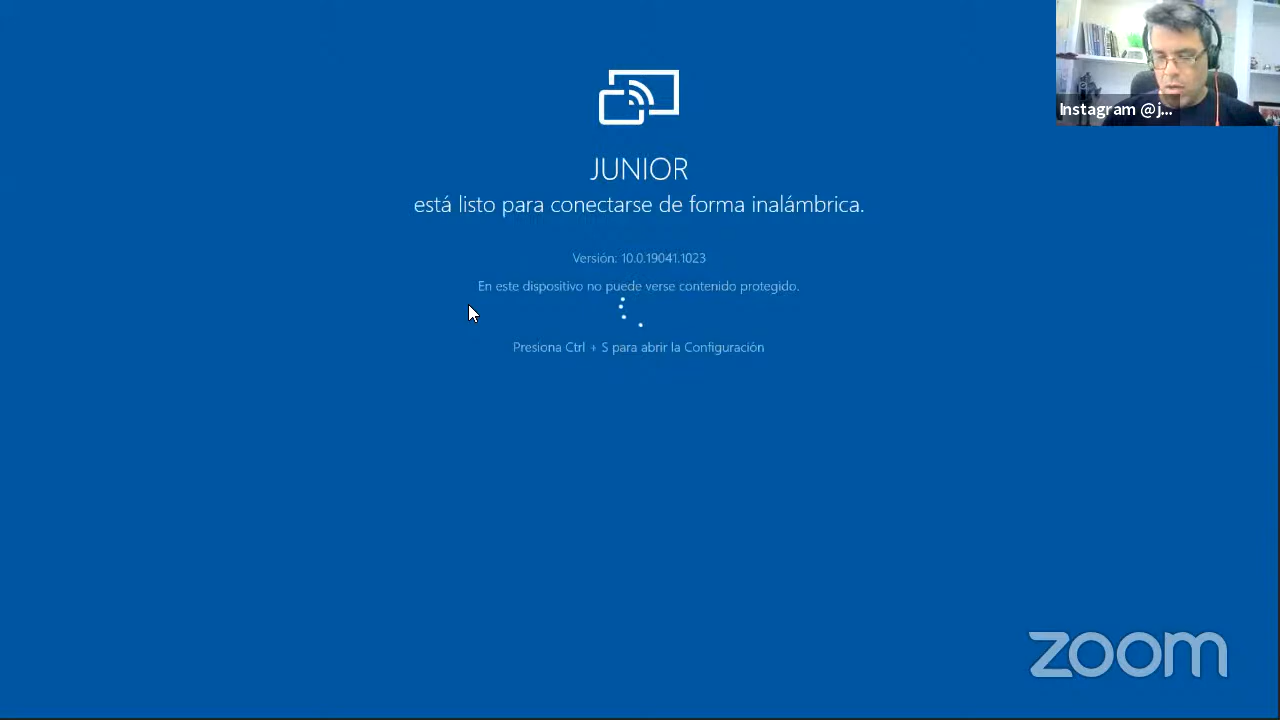 Instagram @j...
JUNIOR
está listo para conectarse de forma inalámbrica.
Versión: 10.0.19041.1023
En este dispositivo no puede verse contenido protegido.
Presiona Ctrl + S para abrir la Configuración
zoom